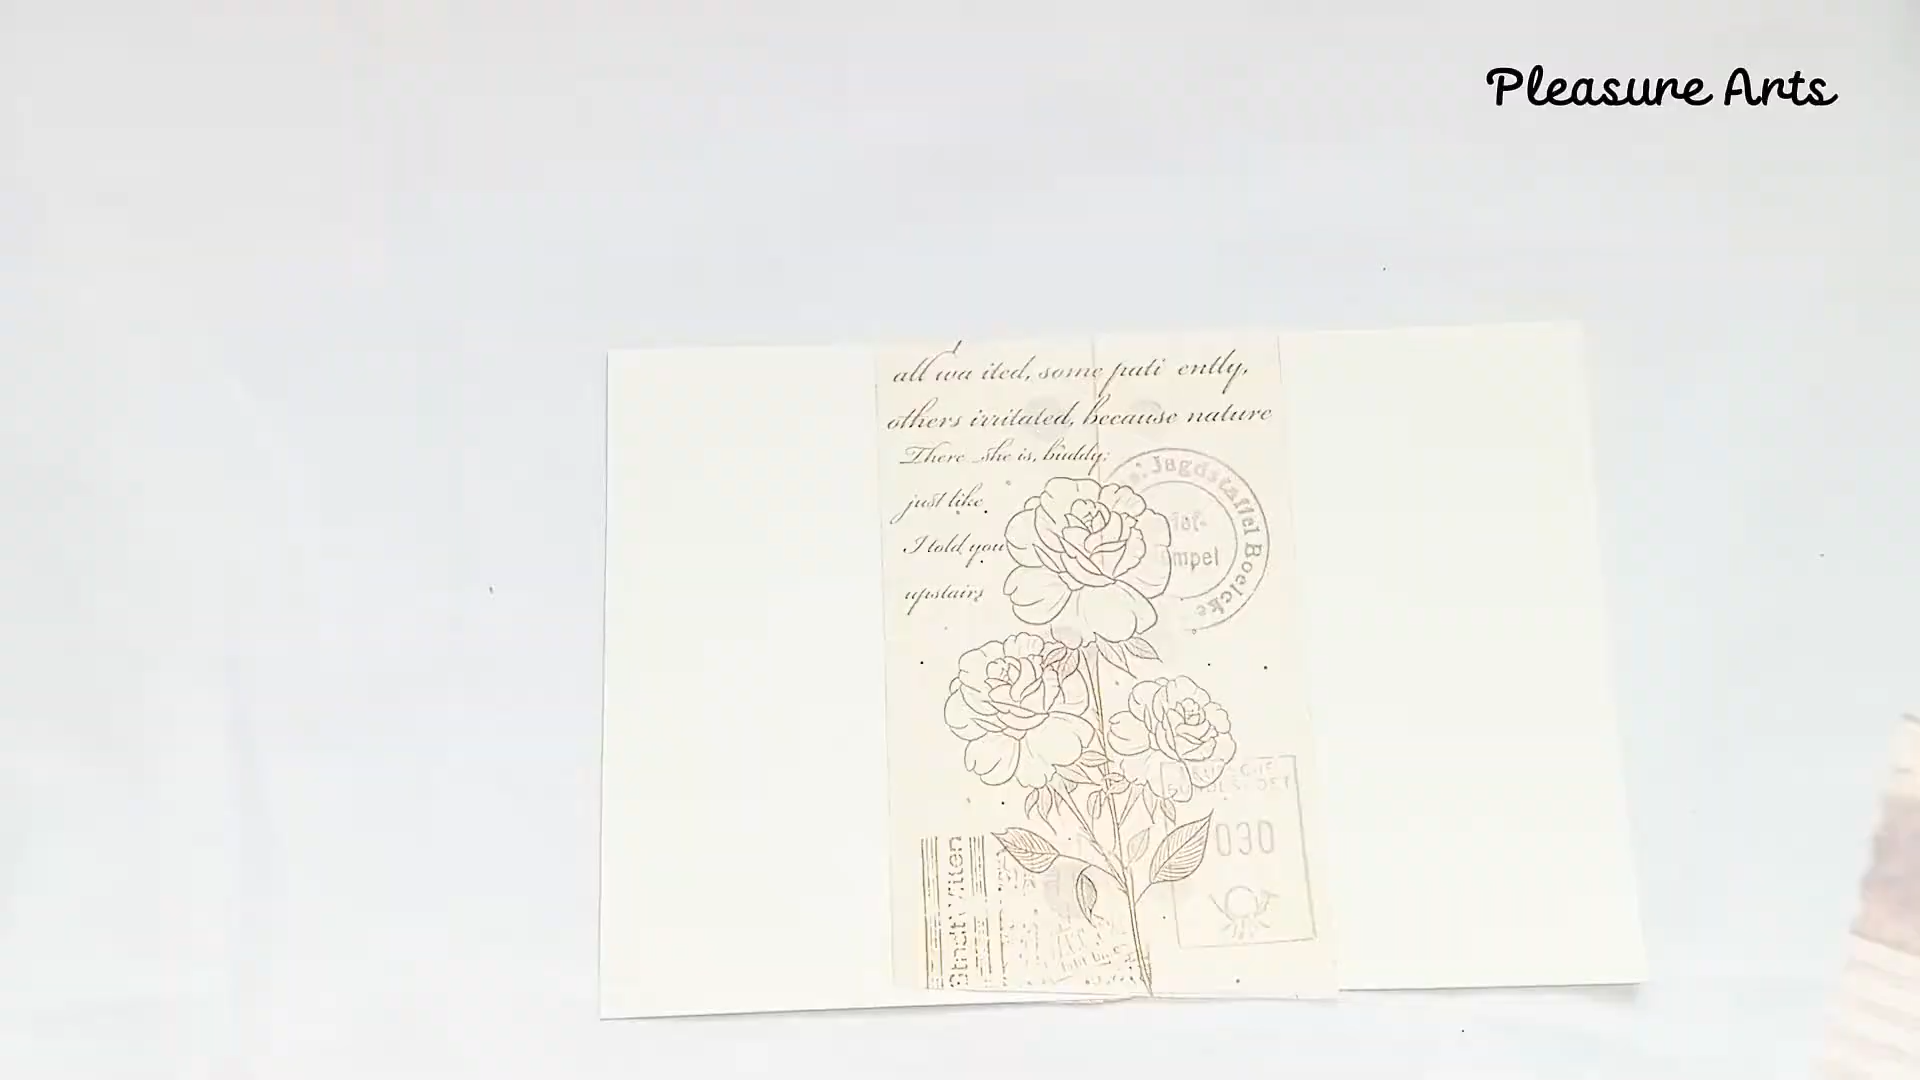 Pleasure Arts
all wa ited, some pati ently,
others irritated, because nature
There she is, buddy;
just like
I told you
upstairs
Jagdstaffel Boelcke
030